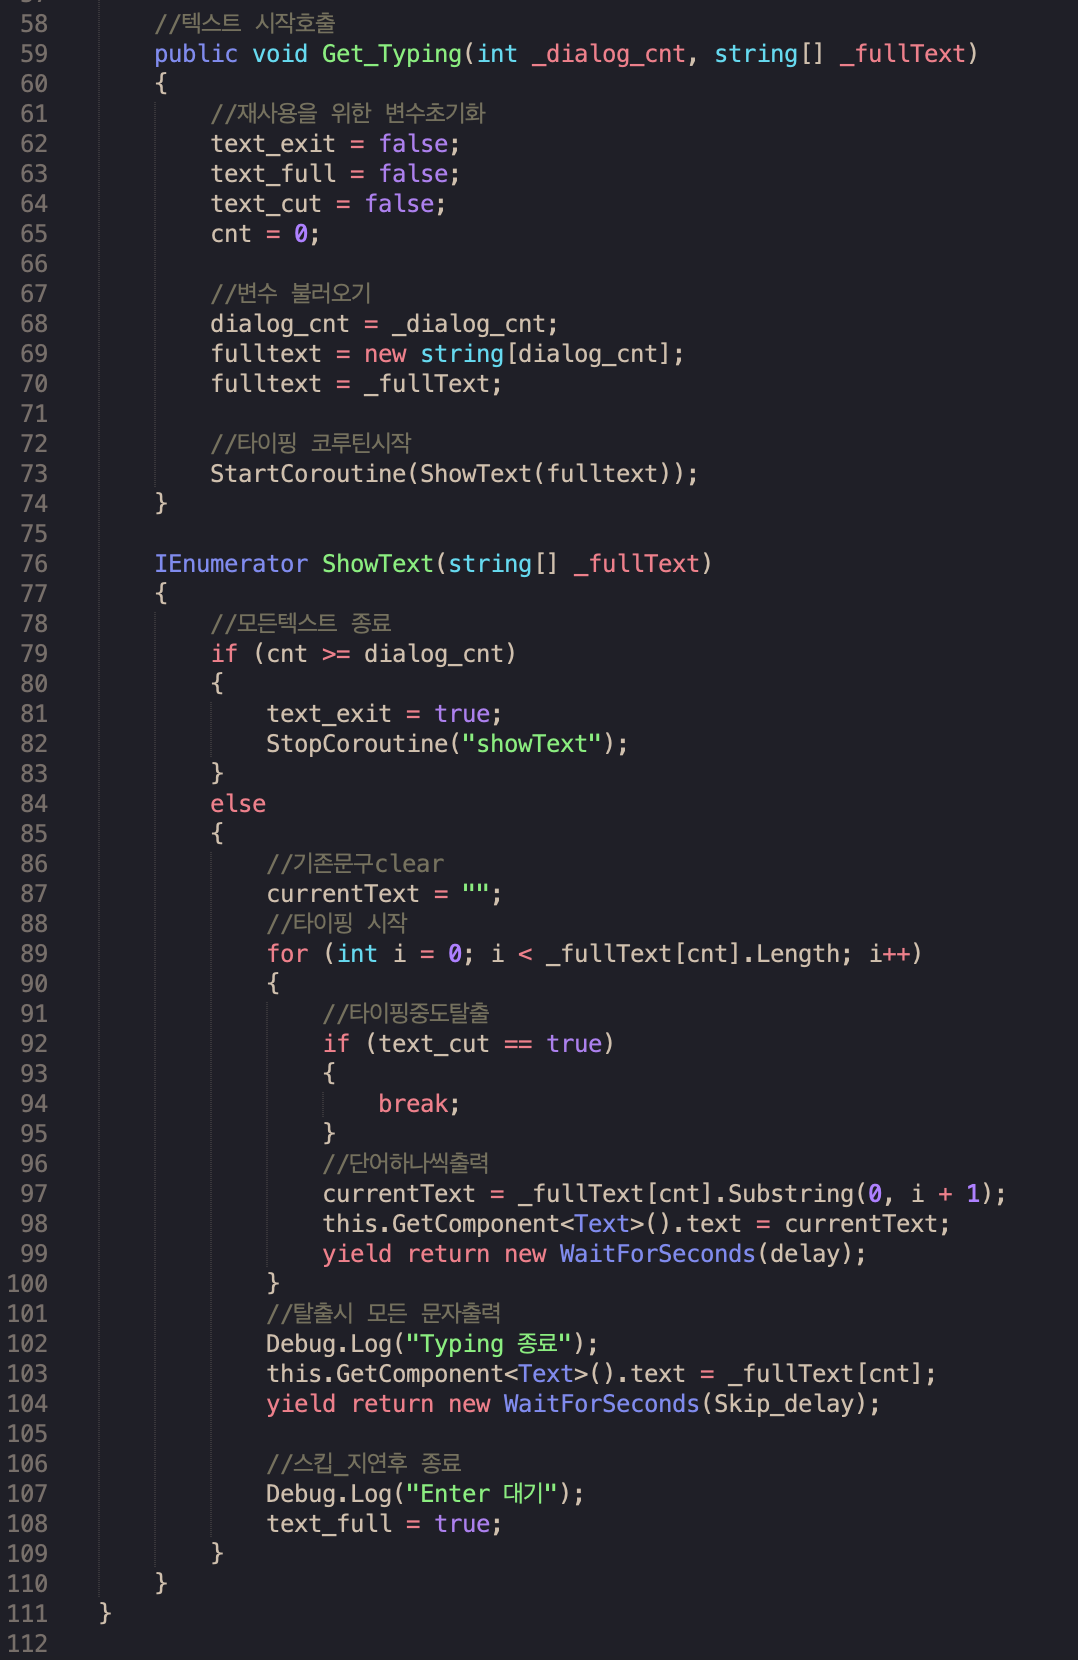 58 //텍스트 시작호출
59 public void Get_Typing(int _dialog_cnt, string[] _fullText)
60 {
61 //재사용을 위한 변수초기화
62 text_exit = false;
63 text_full = false;
64 text_cut = false;
65 cnt = 0;
66
67 //변수 불러오기
68 dialog_cnt = _dialog_cnt;
69 fulltext = new string[dialog_cnt];
70 fulltext = _fullText;
71
72 //타이핑 코루틴시작
73 StartCoroutine(ShowText(fulltext));
74 }
75
76 IEnumerator ShowText(string[] _fullText)
77 {
78 //모든텍스트 종료
79 if (cnt >= dialog_cnt)
80 {
81 text_exit = true;
82 StopCoroutine("showText");
83 }
84 else
85 {
86 //기존문구clear
87 currentText = "";
88 //타이핑 시작
89 for (int i = 0; i < _fullText[cnt].Length; i++)
90 {
91 //타이핑중도탈출
92 if (text_cut == true)
93 {
94 break;
95 }
96 //단어하나씩출력
97 currentText = _fullText[cnt].Substring(0, i + 1);
98 this.GetComponent<Text>().text = currentText;
99 yield return new WaitForSeconds(delay);
100 }
101 //탈출시 모든 문자출력
102 Debug.Log("Typing 종료");
103 this.GetComponent<Text>().text = _fullText[cnt];
104 yield return new WaitForSeconds(Skip_delay);
105
106 //스킵_지연후 종료
107 Debug.Log("Enter 대기");
108 text_full = true;
109 }
110 }
111 }
112